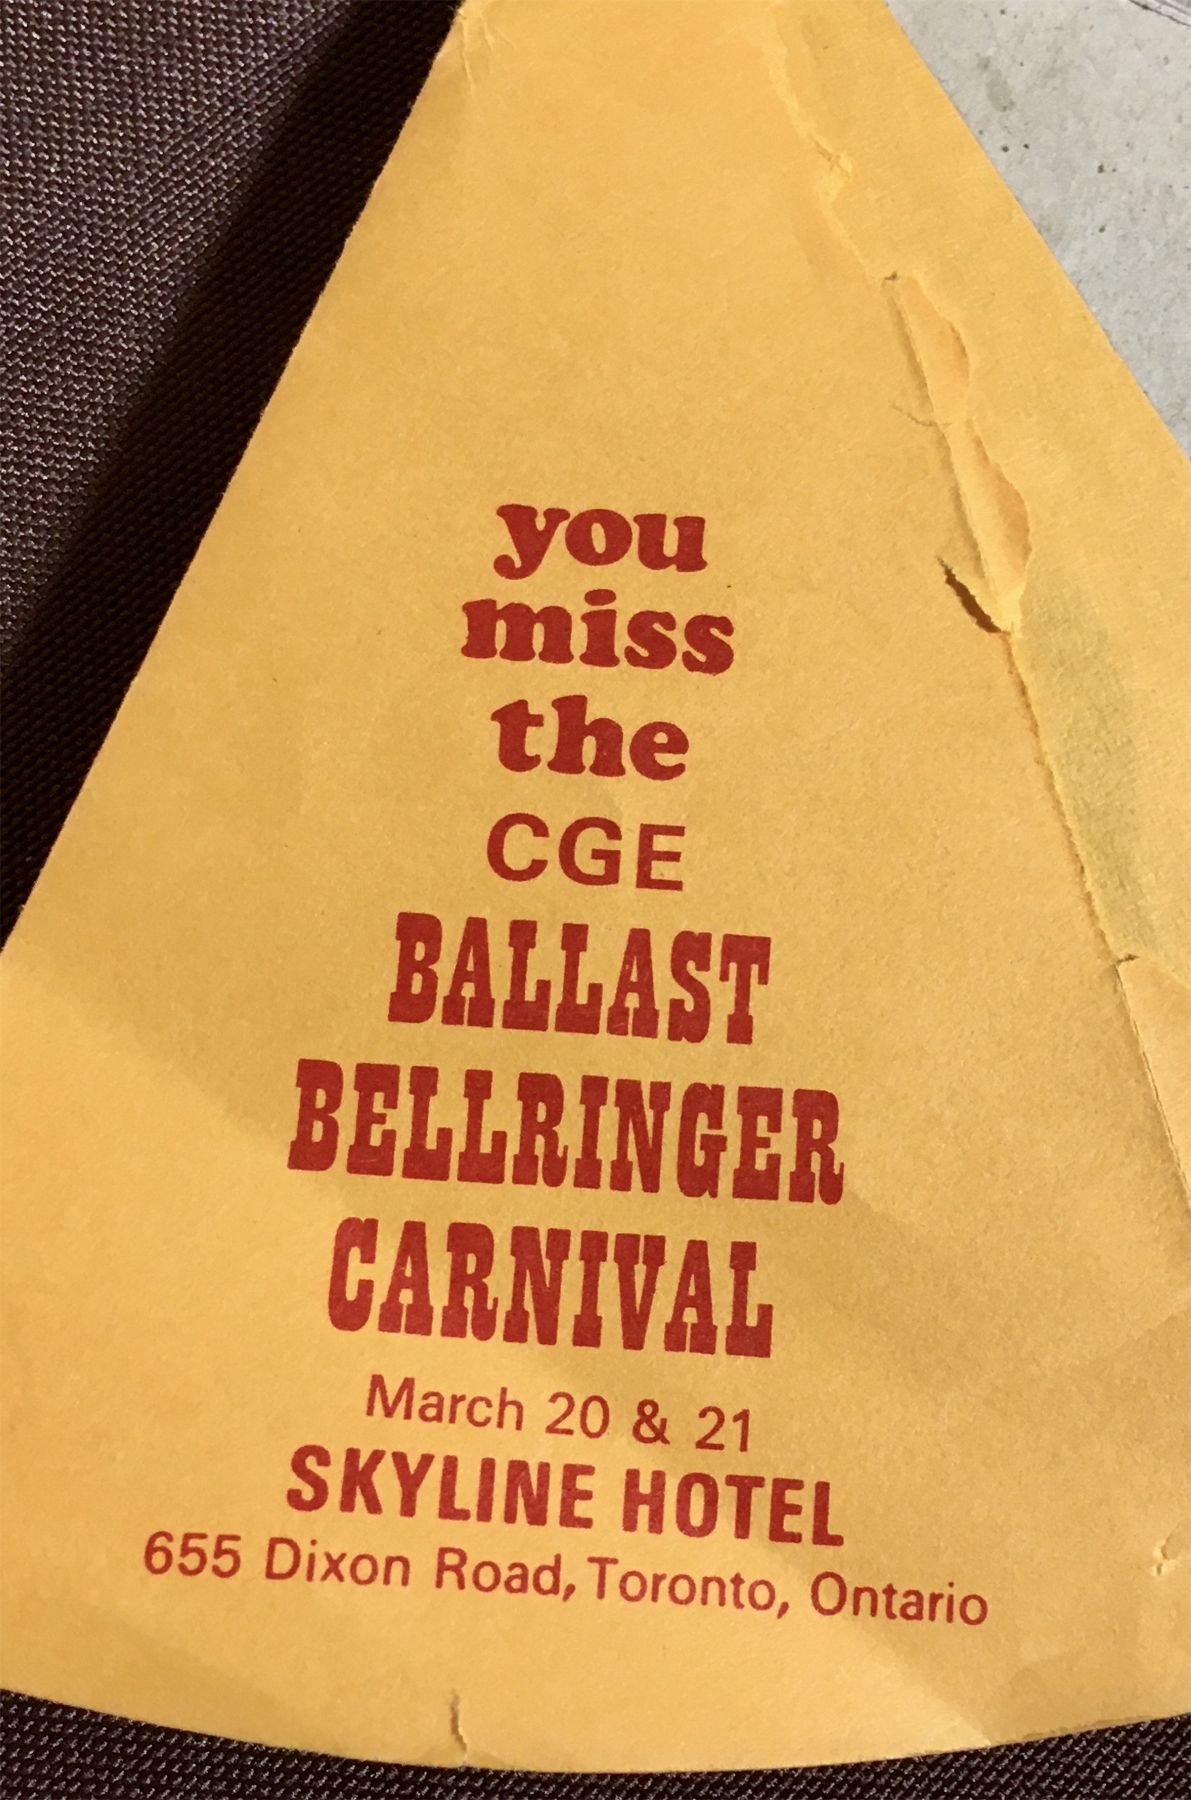 you
miss
the
CGE
BALLAST
BELLRINGER
CARNIVAL
March 20 & 21
SKYLINE HOTEL
655 Dixon Road, Toronto, Ontario